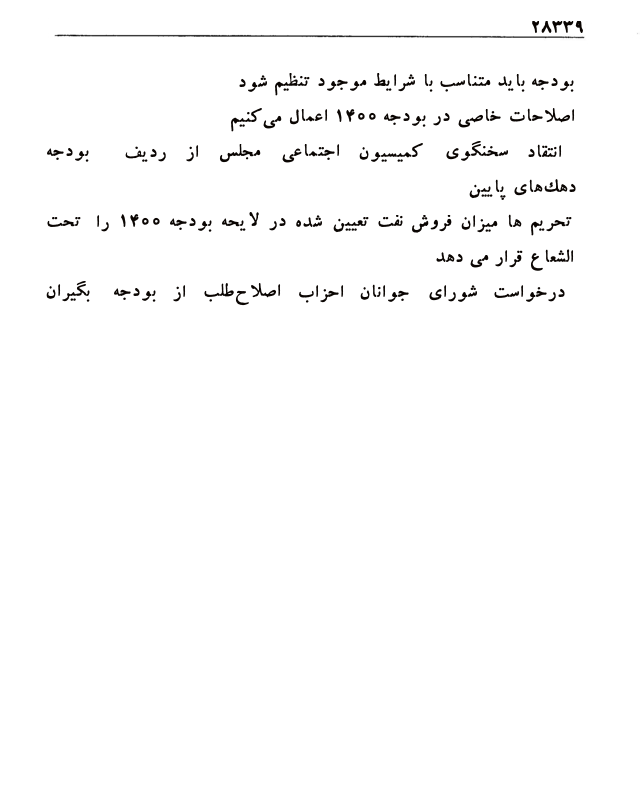 ۲۸۳۳۹
بودجه باید متناسب با شرایط موجود تنظیم شود
اصلاحات خاصی در بودجه ۱۴۰۰ اعمال می‌کنیم
انتقاد سخنگوی کمیسیون اجتماعی مجلس از ردیف بودجه
دهک‌های پایین
تحریم ها میزان فروش نفت تعیین شده در لایحه بودجه ۱۴۰۰ را تحت
الشعاع قرار می دهد
درخواست شورای جوانان احزاب اصلاح‌طلب از بودجه بگیران